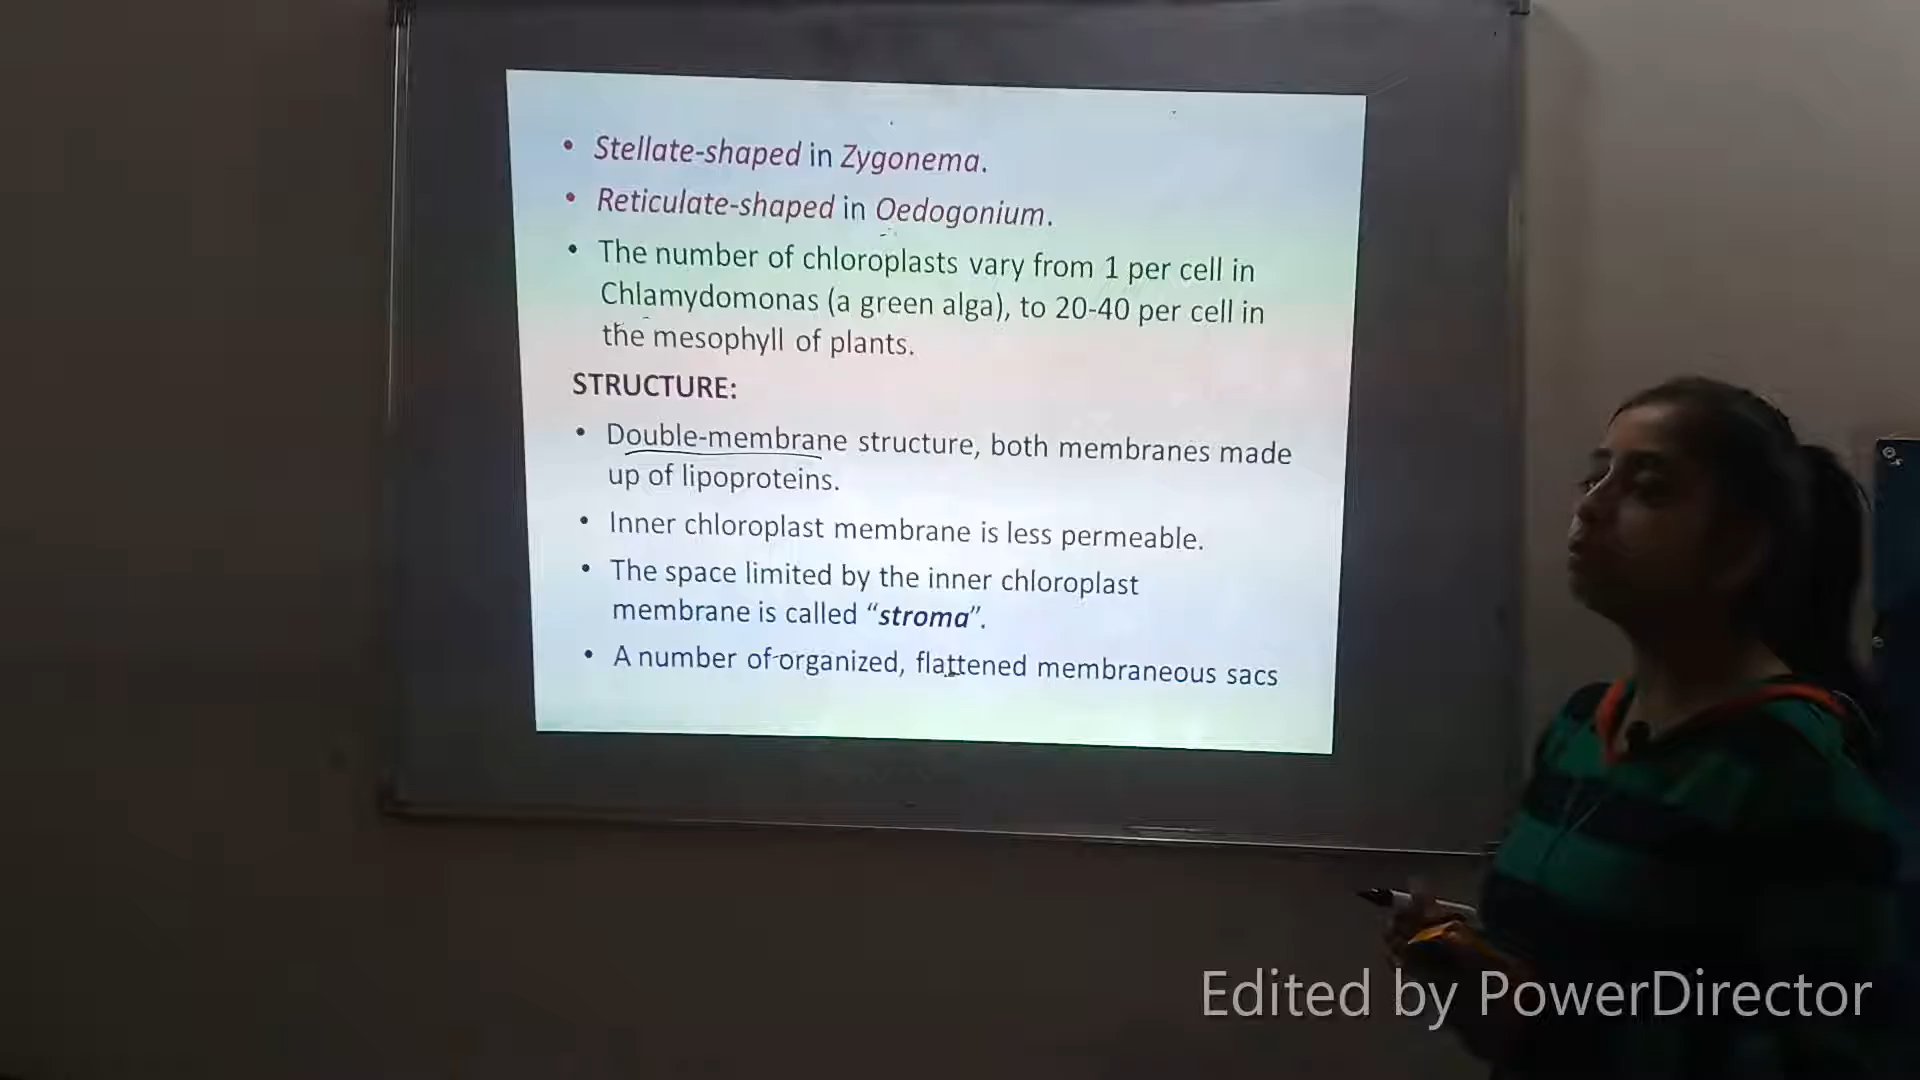 • Stellate-shaped in Zygonema.
• Reticulate-shaped in Oedogonium.
• The number of chloroplasts vary from 1 per cell in
Chlamydomonas (a green alga), to 20-40 per cell in
the mesophyll of plants.
STRUCTURE:
• Double-membrane structure, both membranes made
up of lipoproteins.
• Inner chloroplast membrane is less permeable.
• The space limited by the inner chloroplast
membrane is called “stroma”.
• A number of organized, flattened membraneous sacs
Edited by PowerDirector